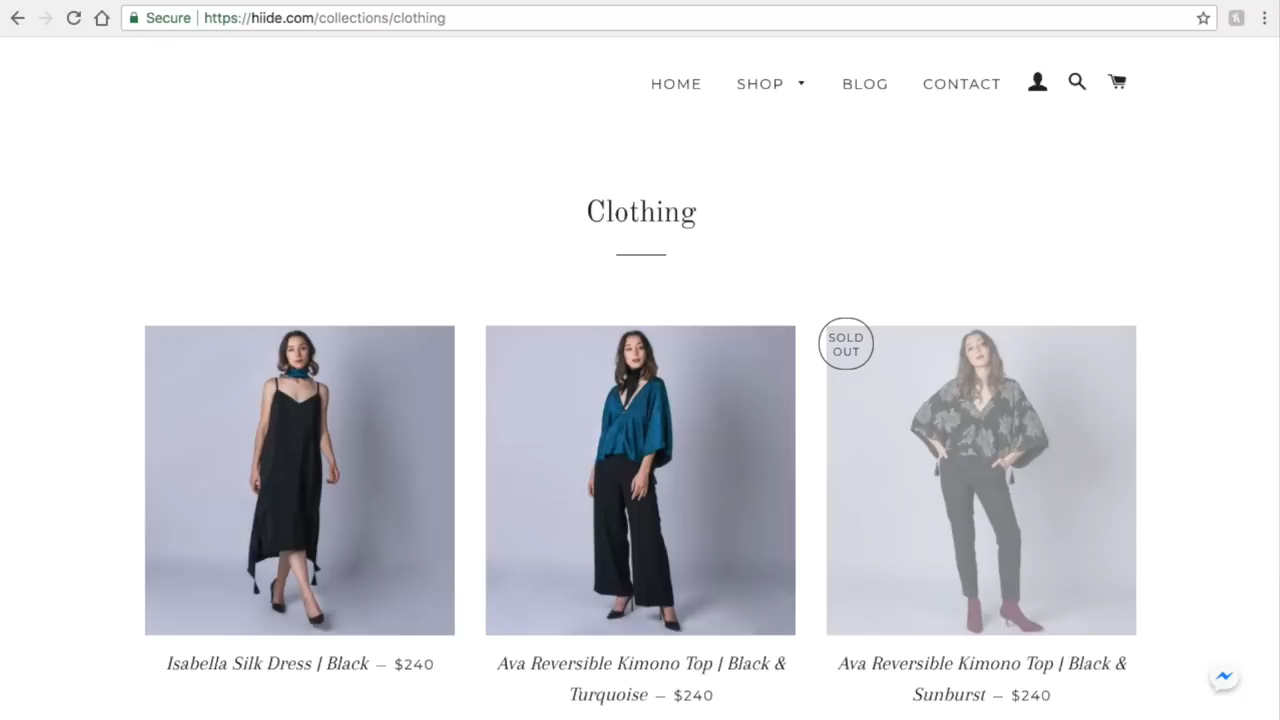 Secure https://hiide.com/collections/clothing
HOME SHOP BLOG CONTACT
Clothing
SOLD
OUT
Isabella Silk Dress | Black — $240
Ava Reversible Kimono Top | Black &
Turquoise — $240
Ava Reversible Kimono Top | Black &
Sunburst — $240